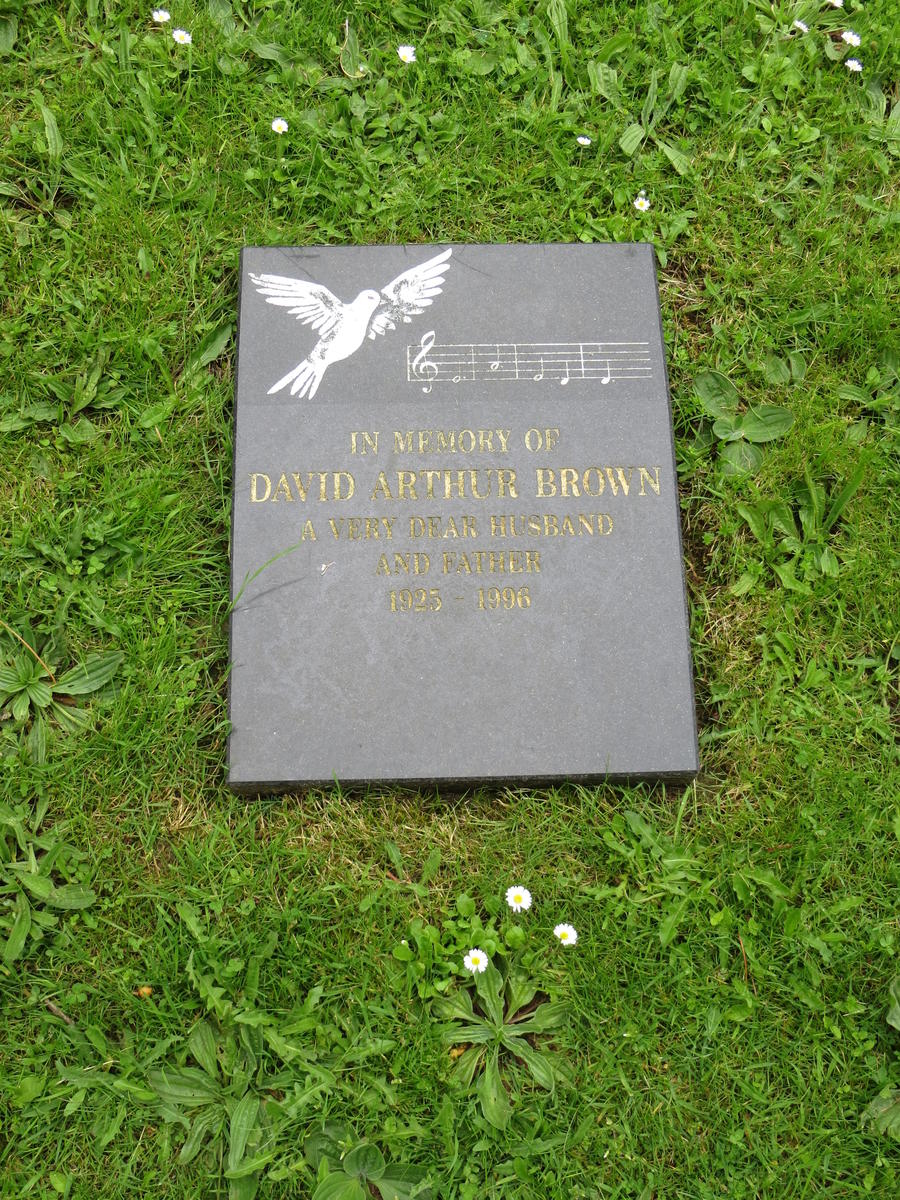 IN MEMORY OF
DAVID ARTHUR BROWN
A VERY DEAR HUSBAND
AND FATHER
1925 - 1996